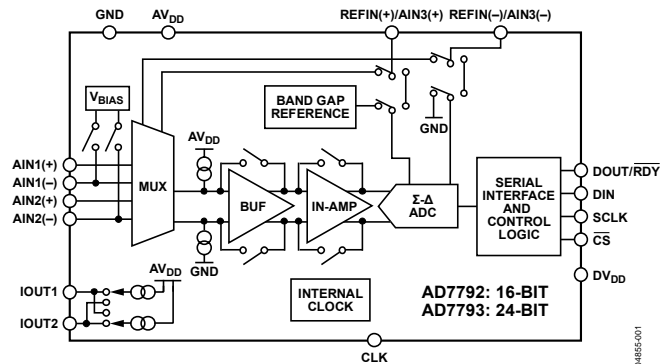 GND
AVDD
REFIN(+)/AIN3(+)
REFIN(–)/AIN3(–)
VBIAS
BAND GAP
REFERENCE
GND
AVDD
AIN1(+)
AIN1(–)
AIN2(+)
AIN2(–)
MUX
BUF
IN-AMP
Σ-Δ
ADC
SERIAL
INTERFACE
AND
CONTROL
LOGIC
DOUT/RDY
DIN
SCLK
CS
GND
AVDD
IOUT1
IOUT2
INTERNAL
CLOCK
DVDD
AD7792: 16-BIT
AD7793: 24-BIT
CLK
04855-001